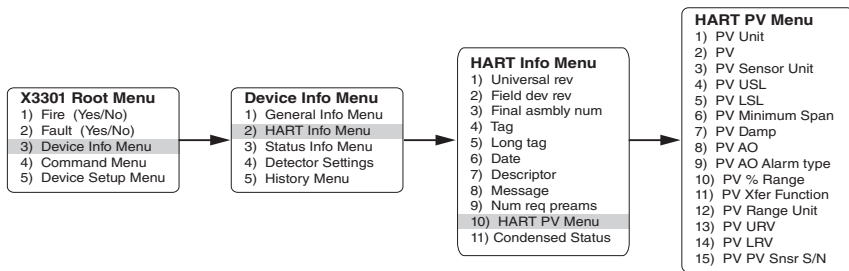 X3301 Root Menu
1) Fire (Yes/No)
2) Fault (Yes/No)
3) Device Info Menu
4) Command Menu
5) Device Setup Menu
Device Info Menu
1) General Info Menu
2) HART Info Menu
3) Status Info Menu
4) Detector Settings
5) History Menu
HART Info Menu
1) Universal rev
2) Field dev rev
3) Final asmbly num
4) Tag
5) Long tag
6) Date
7) Descriptor
8) Message
9) Num req preams
10) HART PV Menu
11) Condensed Status
HART PV Menu
1) PV Unit
2) PV
3) PV Sensor Unit
4) PV USL
5) PV LSL
6) PV Minimum Span
7) PV Damp
8) PV AO
9) PV AO Alarm type
10) PV % Range
11) PV Xfer Function
12) PV Range Unit
13) PV URV
14) PV LRV
15) PV PV Snsr S/N